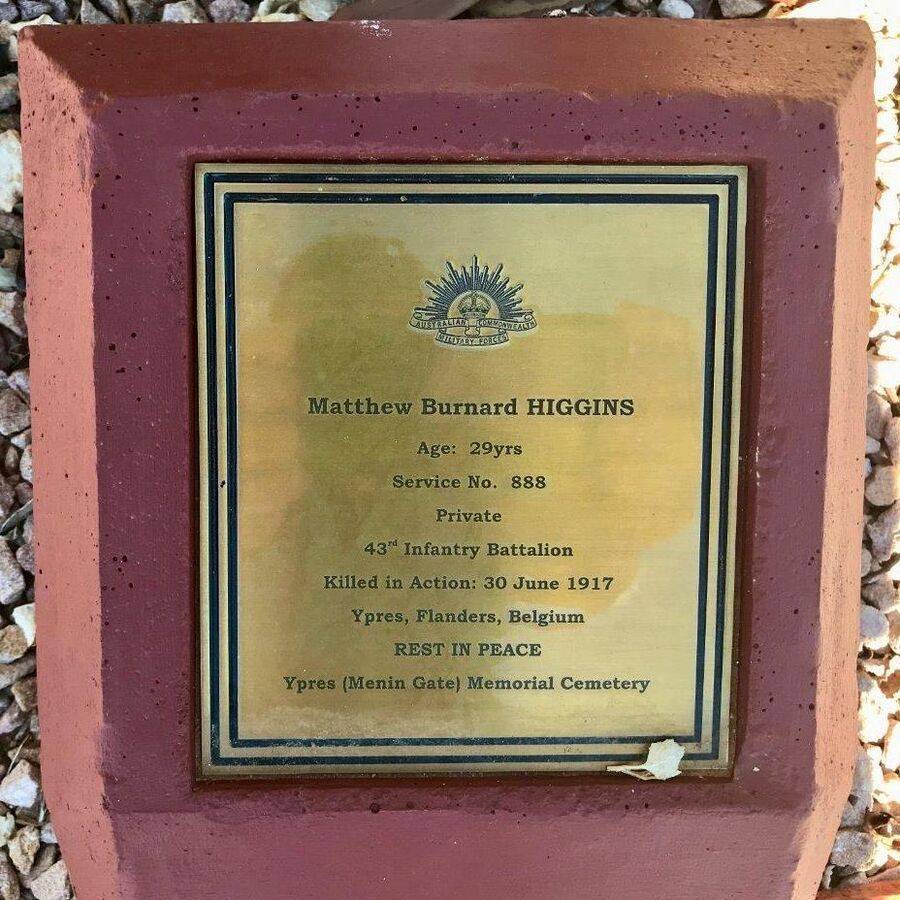 AUSTRALIAN COMMONWEALTH
MILITARY FORCES
Matthew Burnard HIGGINS
Age: 29yrs
Service No. 888
Private
43rd Infantry Battalion
Killed in Action: 30 June 1917
Ypres, Flanders, Belgium
REST IN PEACE
Ypres (Menin Gate) Memorial Cemetery